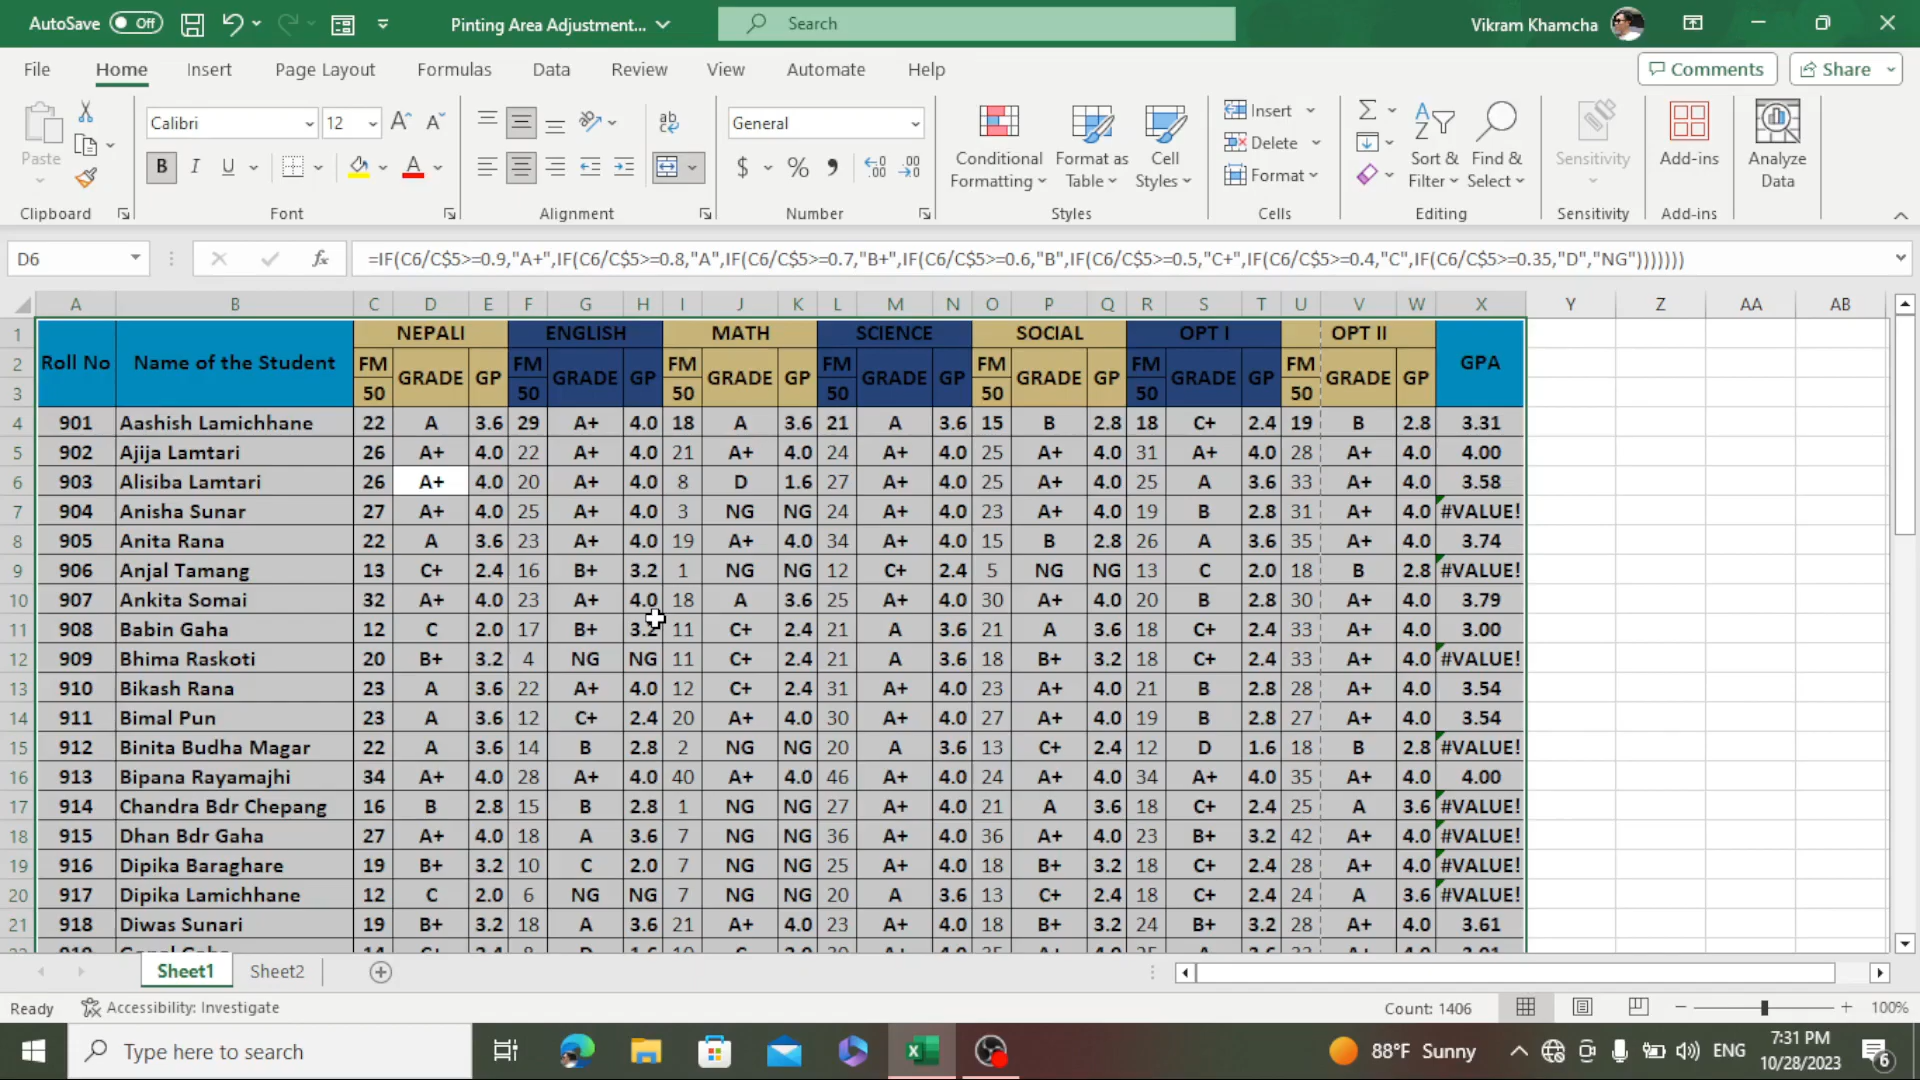 AutoSave Off Pinting Area Adjustment... Search Vikram Khamcha
File Home Insert Page Layout Formulas Data Review View Automate Help Comments Share
Paste Calibri 12 General Conditional Formatting Format as Table Cell Styles Insert Delete Format Sort & Filter Find & Select Sensitivity Add-ins Analyze Data
Clipboard Font Alignment Number Styles Cells Editing Sensitivity Add-ins
D6 fx =IF(C6/C$5>=0.9,"A+",IF(C6/C$5>=0.8,"A",IF(C6/C$5>=0.7,"B+",IF(C6/C$5>=0.6,"B",IF(C6/C$5>=0.5,"C+",IF(C6/C$5>=0.4,"C",IF(C6/C$5>=0.35,"D","NG")))))))
A B C D E F G H I J K L M N O P Q R S T U V W X Y Z AA AB
1 NEPALI ENGLISH MATH SCIENCE SOCIAL OPT I OPT II
2 Roll No Name of the Student FM GRADE GP FM GRADE GP FM GRADE GP FM GRADE GP FM GRADE GP FM GRADE GP FM GRADE GP GPA
3 50 50 50 50 50 50 50
4 901 Aashish Lamichhane 22 A 3.6 29 A+ 4.0 18 A 3.6 21 A 3.6 15 B 2.8 18 C+ 2.4 19 B 2.8 3.31
5 902 Ajija Lamtari 26 A+ 4.0 22 A+ 4.0 21 A+ 4.0 24 A+ 4.0 25 A+ 4.0 31 A+ 4.0 28 A+ 4.0 4.00
6 903 Alisiba Lamtari 26 A+ 4.0 20 A+ 4.0 8 D 1.6 27 A+ 4.0 25 A+ 4.0 25 A 3.6 33 A+ 4.0 3.58
7 904 Anisha Sunar 27 A+ 4.0 25 A+ 4.0 3 NG NG 24 A+ 4.0 23 A+ 4.0 19 B 2.8 31 A+ 4.0 #VALUE!
8 905 Anita Rana 22 A 3.6 23 A+ 4.0 19 A+ 4.0 34 A+ 4.0 15 B 2.8 26 A 3.6 35 A+ 4.0 3.74
9 906 Anjal Tamang 13 C+ 2.4 16 B+ 3.2 1 NG NG 12 C+ 2.4 5 NG NG 13 C 2.0 18 B 2.8 #VALUE!
10 907 Ankita Somai 32 A+ 4.0 23 A+ 4.0 18 A 3.6 25 A+ 4.0 30 A+ 4.0 20 B 2.8 30 A+ 4.0 3.79
11 908 Babin Gaha 12 C 2.0 17 B+ 3.2 11 C+ 2.4 21 A 3.6 21 A 3.6 18 C+ 2.4 33 A+ 4.0 3.00
12 909 Bhima Raskoti 20 B+ 3.2 4 NG NG 11 C+ 2.4 21 A 3.6 18 B+ 3.2 18 C+ 2.4 33 A+ 4.0 #VALUE!
13 910 Bikash Rana 23 A 3.6 22 A+ 4.0 12 C+ 2.4 31 A+ 4.0 23 A+ 4.0 21 B 2.8 28 A+ 4.0 3.54
14 911 Bimal Pun 23 A 3.6 12 C+ 2.4 20 A+ 4.0 30 A+ 4.0 27 A+ 4.0 19 B 2.8 27 A+ 4.0 3.54
15 912 Binita Budha Magar 22 A 3.6 14 B 2.8 2 NG NG 20 A 3.6 13 C+ 2.4 12 D 1.6 18 B 2.8 #VALUE!
16 913 Bipana Rayamajhi 34 A+ 4.0 28 A+ 4.0 40 A+ 4.0 46 A+ 4.0 24 A+ 4.0 34 A+ 4.0 35 A+ 4.0 4.00
17 914 Chandra Bdr Chepang 16 B 2.8 15 B 2.8 1 NG NG 27 A+ 4.0 21 A 3.6 18 C+ 2.4 25 A 3.6 #VALUE!
18 915 Dhan Bdr Gaha 27 A+ 4.0 18 A 3.6 7 NG NG 36 A+ 4.0 36 A+ 4.0 23 B+ 3.2 42 A+ 4.0 #VALUE!
19 916 Dipika Baraghare 19 B+ 3.2 10 C 2.0 7 NG NG 25 A+ 4.0 18 B+ 3.2 18 C+ 2.4 28 A+ 4.0 #VALUE!
20 917 Dipika Lamichhane 12 C 2.0 6 NG NG 7 NG NG 20 A 3.6 13 C+ 2.4 18 C+ 2.4 24 A 3.6 #VALUE!
21 918 Diwas Sunari 19 B+ 3.2 18 A 3.6 21 A+ 4.0 23 A+ 4.0 18 B+ 3.2 24 B+ 3.2 28 A+ 4.0 3.61
Sheet1 Sheet2
Ready Accessibility: Investigate Count: 1406 100%
Type here to search 88°F Sunny ENG 7:31 PM 10/28/2023 6